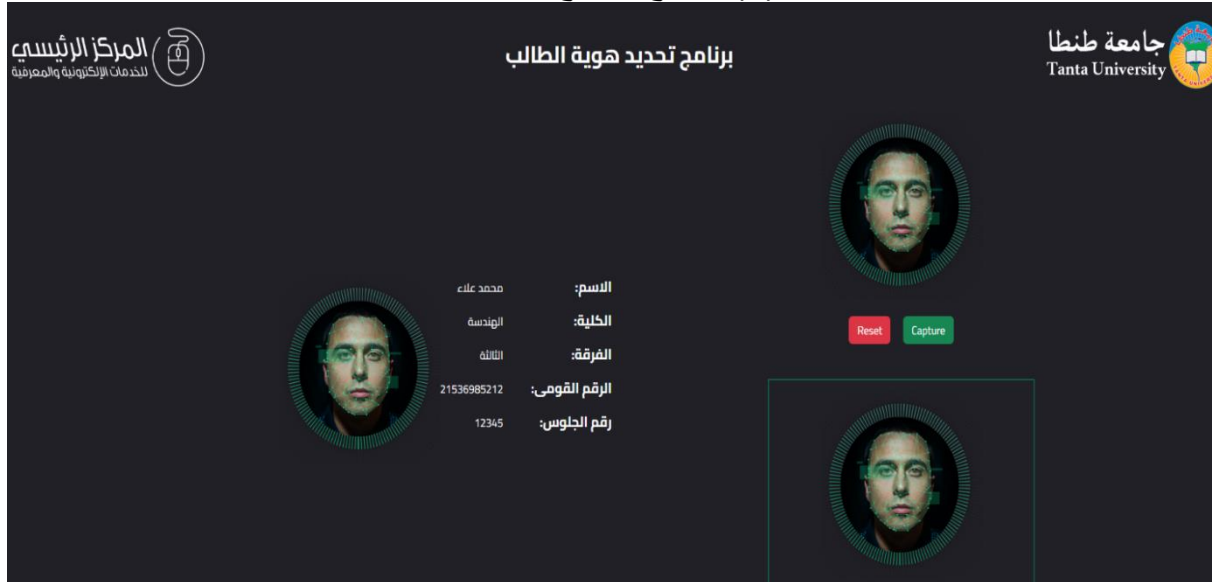 جامعة طنطا
Tanta University
برنامج تحديد هوية الطالب
المركز الرئيسي
للخدمات الإلكترونية والمعرفية
الاسم: محمد علاء
الكلية: الهندسة
الفرقة: الثالثة
الرقم القومى: 21536985212
رقم الجلوس: 12345
Reset Capture